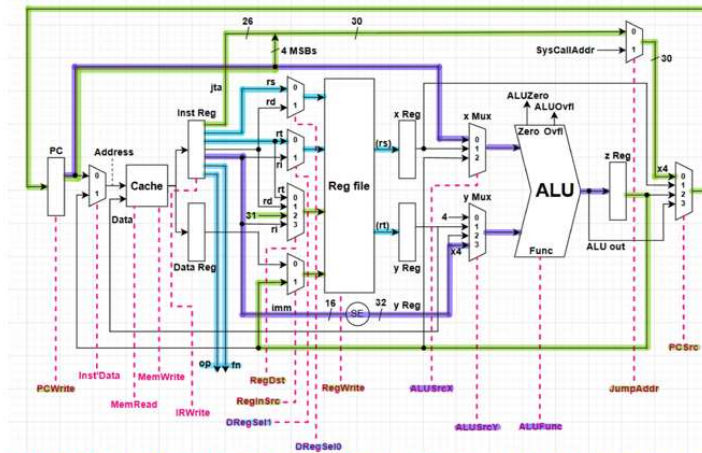 26
30
4 MSBs
0
1
SysCallAddr
30
jta
Inst Reg
rs
rd
0
1
x Reg
x Mux
ALUZero
ALUOvfl
Zero Ovfl
PC
Address
0
1
Cache
Data
rt
ri
0
1
Reg file
(rs)
0
1
2
ALU
z Reg
x4
0
1
2
3
rt
rd
31
ri
0
1
2
3
Data Reg
(rt)
y Reg
y Mux
4
0
1
2
3
x4
Func
ALU out
0
1
imm
16
SE
32
y Reg
op
fn
PCWrite
Inst'Data
MemRead
MemWrite
IRWrite
RegDst
RegInSrc
DRegSel1
DRegSel0
RegWrite
ALUSrcX
ALUSrcY
ALUFunc
JumpAddr
PCSrc